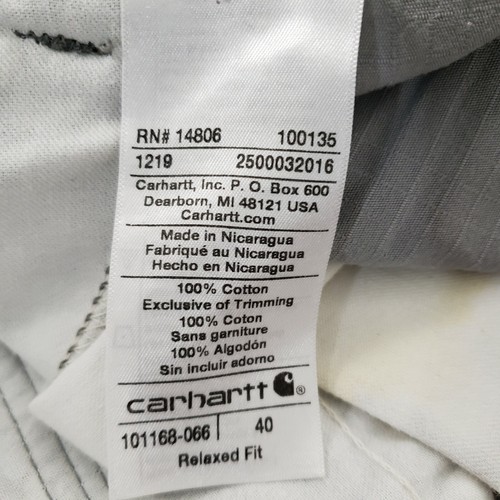 RN# 14806 100135
1219 2500032016
Carhartt, Inc. P. O. Box 600
Dearborn, MI 48121 USA
Carhartt.com
Made in Nicaragua
Fabriqué au Nicaragua
Hecho en Nicaragua
100% Cotton
Exclusive of Trimming
100% Coton
Sans garniture
100% Algodón
Sin incluir adorno
carhartt ®
101168-066 40
Relaxed Fit